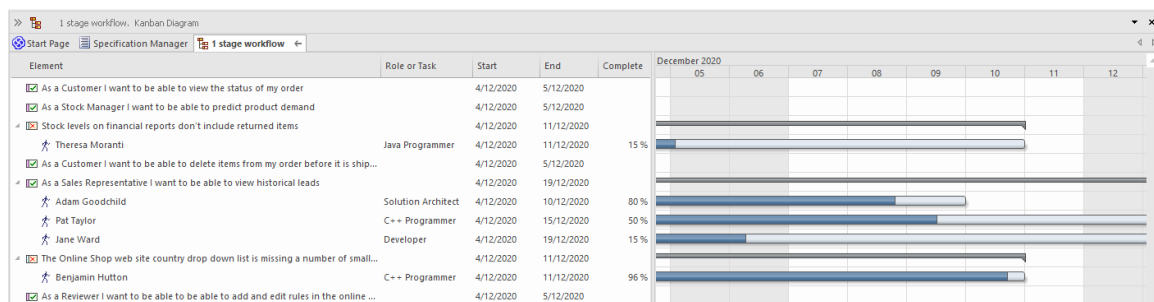 1 stage workflow. Kanban Diagram
Start Page Specification Manager 1 stage workflow
Element Role or Task Start End Complete December 2020
05 06 07 08 09 10 11 12
As a Customer I want to be able to view the status of my order 4/12/2020 5/12/2020
As a Stock Manager I want to be able to predict product demand 4/12/2020 5/12/2020
Stock levels on financial reports don't include returned items 4/12/2020 11/12/2020
Theresa Moranti Java Programmer 4/12/2020 11/12/2020 15 %
As a Customer I want to be able to delete items from my order before it is ship... 4/12/2020 5/12/2020
As a Sales Representative I want to be able to view historical leads 4/12/2020 19/12/2020
Adam Goodchild Solution Architect 4/12/2020 10/12/2020 80 %
Pat Taylor C++ Programmer 4/12/2020 15/12/2020 50 %
Jane Ward Developer 4/12/2020 19/12/2020 15 %
The Online Shop web site country drop down list is missing a number of small... 4/12/2020 11/12/2020
Benjamin Hutton C++ Programmer 4/12/2020 11/12/2020 96 %
As a Reviewer I want to be able to be able to add and edit rules in the online ... 4/12/2020 5/12/2020